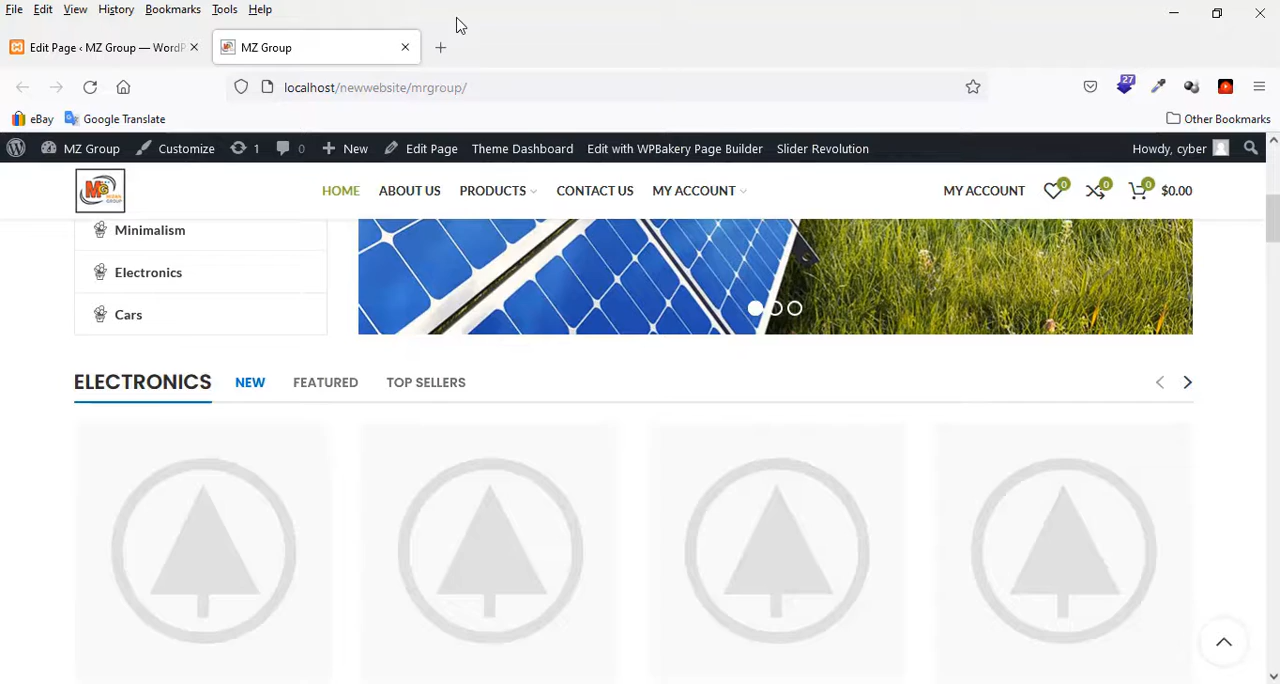 File Edit View History Bookmarks Tools Help
Edit Page ‹ MZ Group — WordP
MZ Group
localhost/newwebsite/mrgroup/
27
eBay Google Translate Other Bookmarks
MZ Group Customize 1 0 New Edit Page Theme Dashboard Edit with WPBakery Page Builder Slider Revolution Howdy, cyber
HOME ABOUT US PRODUCTS CONTACT US MY ACCOUNT MY ACCOUNT 0 0 0 $0.00
Minimalism
Electronics
Cars
ELECTRONICS NEW FEATURED TOP SELLERS